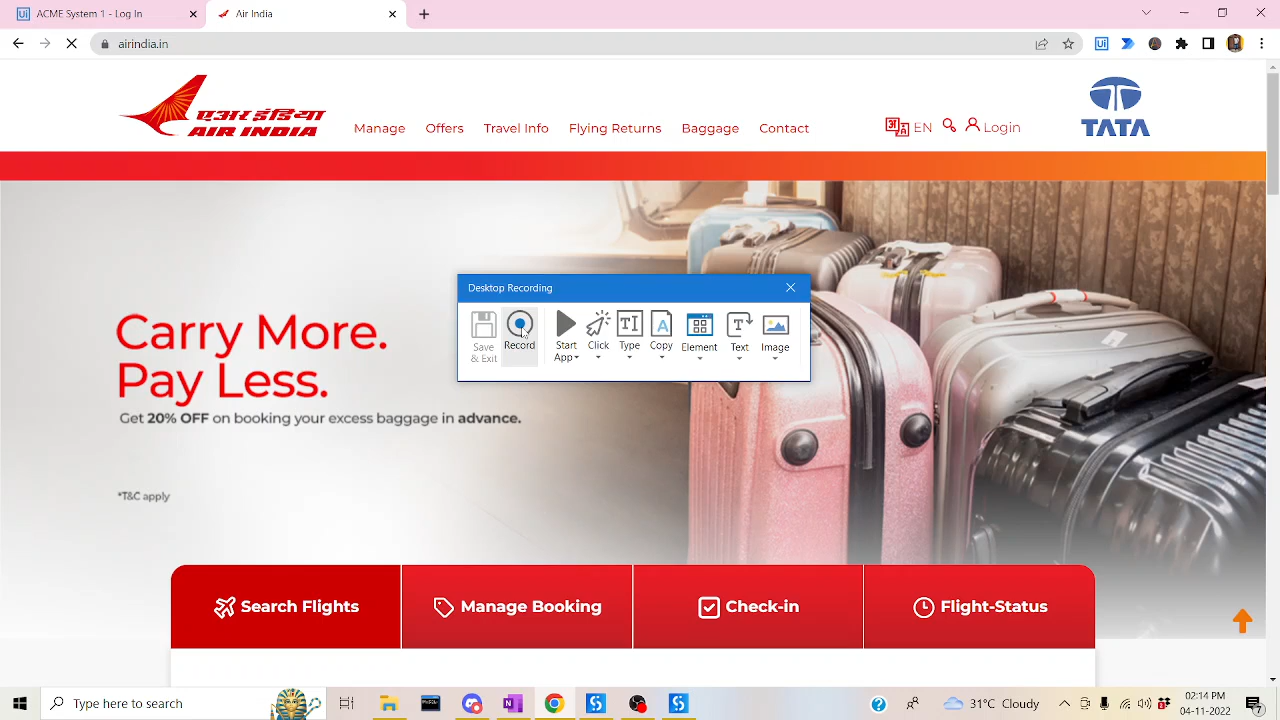 ACME System 1 - Log In
Air India
airindia.in
एअर इंडिया
AIR INDIA
Manage
Offers
Travel Info
Flying Returns
Baggage
Contact
EN
Login
TATA
Desktop Recording
Save & Exit
Record
Start App
Click
Type
Copy
Element
Text
Image
Carry More.
Pay Less.
Get 20% OFF on booking your excess baggage in advance.
*T&C apply
Search Flights
Manage Booking
Check-in
Flight-Status
Type here to search
31°C Cloudy
02:14 PM
04-11-2022